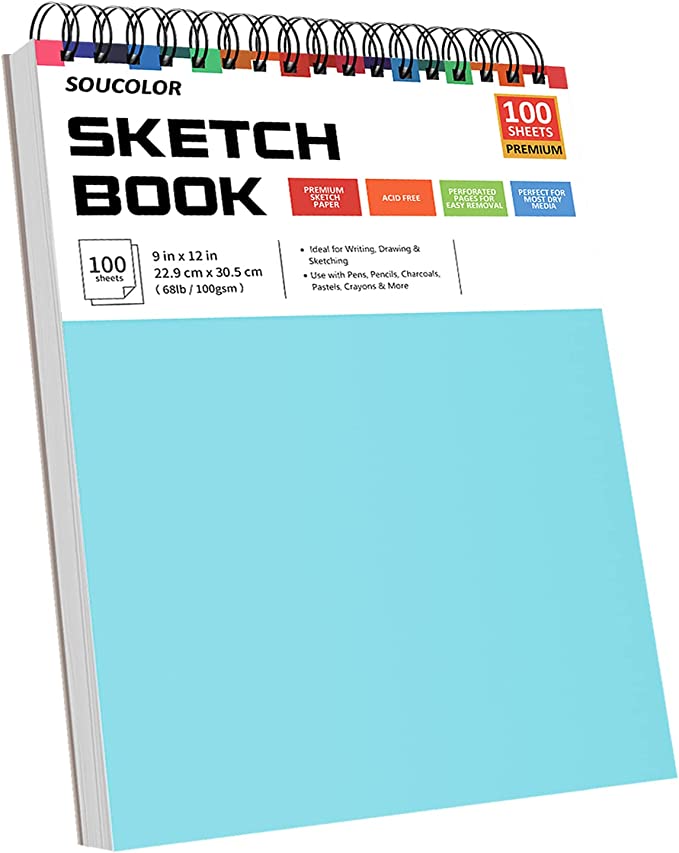 SOUCOLOR
SKETCH
BOOK
100
SHEETS
PREMIUM
PREMIUM
SKETCH
PAPER
ACID FREE
PERFORATED
PAGES FOR
EASY REMOVAL
PERFECT FOR
MOST DRY
MEDIA
100
sheets
9 in x 12 in
22.9 cm x 30.5 cm
( 68lb / 100gsm )
• Ideal for Writing, Drawing &
Sketching
• Use with Pens, Pencils, Charcoals,
Pastels, Crayons & More